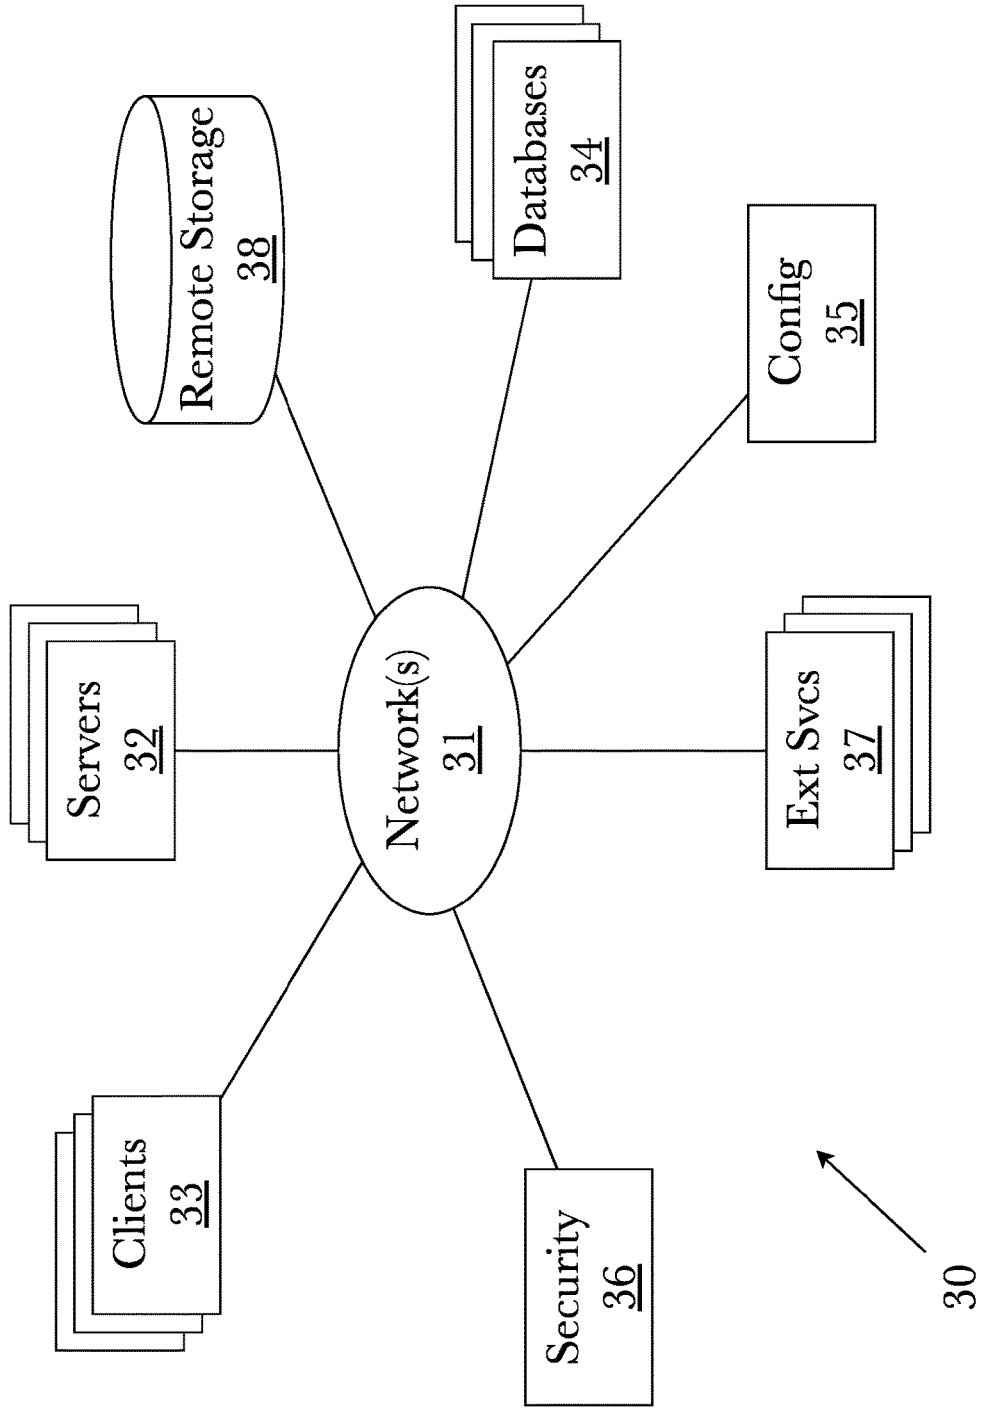 Clients
33
Servers
32
Remote Storage
38
Network(s)
31
Security
36
Databases
34
Ext Svcs
37
Config
35
30